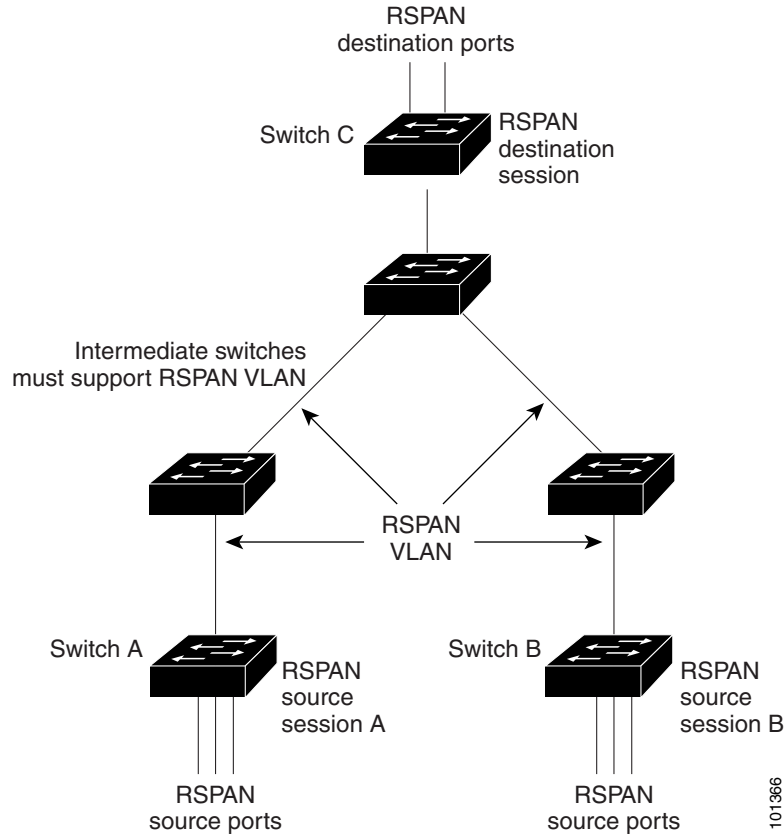 RSPAN
destination ports
Switch C
RSPAN
destination
session
Intermediate switches
must support RSPAN VLAN
RSPAN
VLAN
Switch A
RSPAN
source
session A
Switch B
RSPAN
source
session B
RSPAN
source ports
RSPAN
source ports
101366